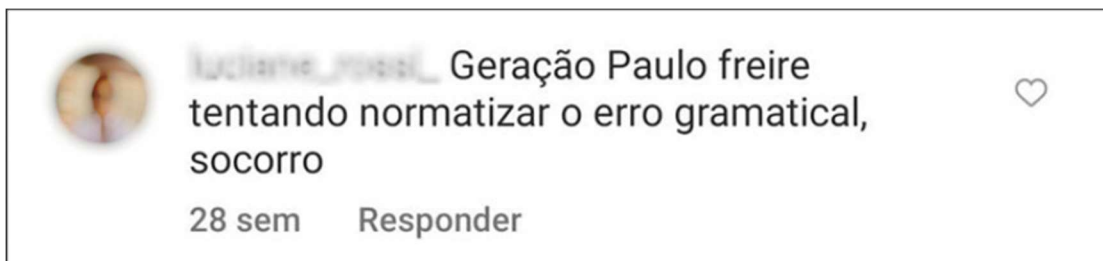 Geração Paulo freire
tentando normatizar o erro gramatical,
socorro
28 sem Responder